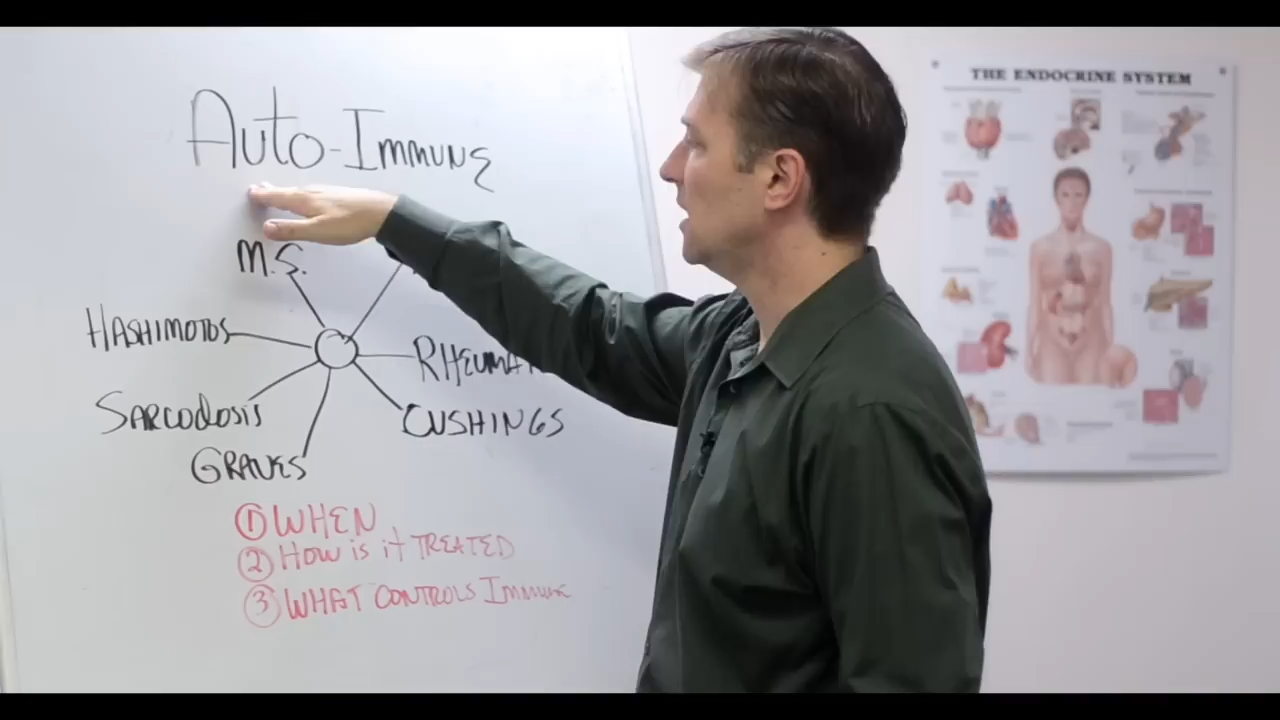 THE ENDOCRINE SYSTEM
Auto-Immune
M.S.
HASHIMOTOS
SARCODOSIS
GRAVES
CUSHINGS
① WHEN
② HOW is it TREATED
③ WHAT CONTROLS Immune